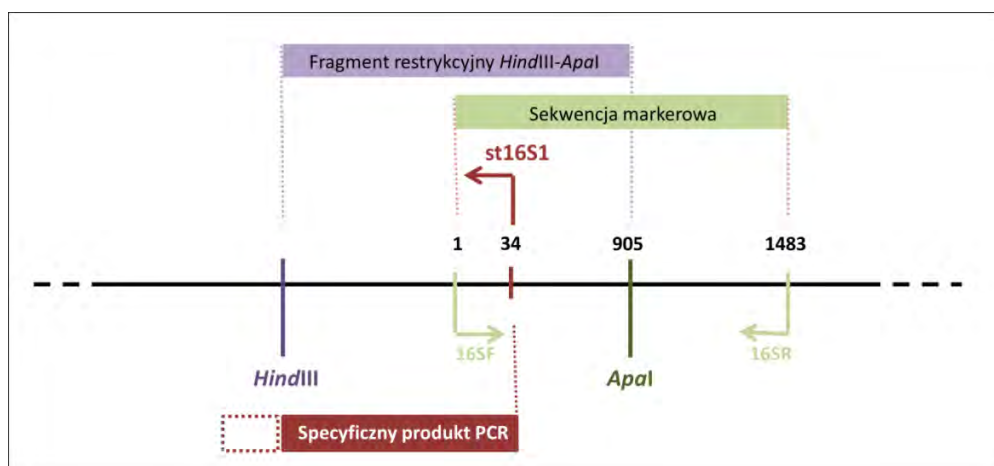 Fragment restrykcyjny HindIII-ApaI
Sekwencja markerowa
st16S1
1 34 905 1483
16SF 16SR
HindIII ApaI
Specyficzny produkt PCR